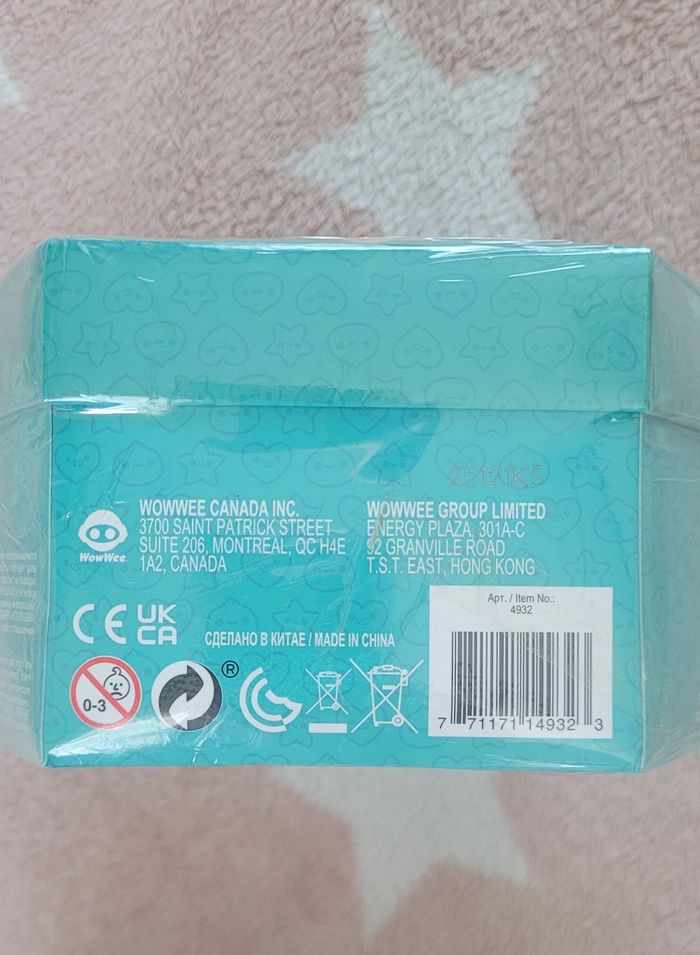 25121K5
WOWWEE CANADA INC.
3700 SAINT PATRICK STREET
SUITE 206, MONTREAL, QC H4E
1A2, CANADA
WOWWEE GROUP LIMITED
ENERGY PLAZA, 301A-C
92 GRANVILLE ROAD
T.S.T. EAST, HONG KONG
WowWee
CE
UK
CA
СДЕЛАНО В КИТАЕ / MADE IN CHINA
Арт. / Item No.:
4932
0-3
®
7 71171 14932 3